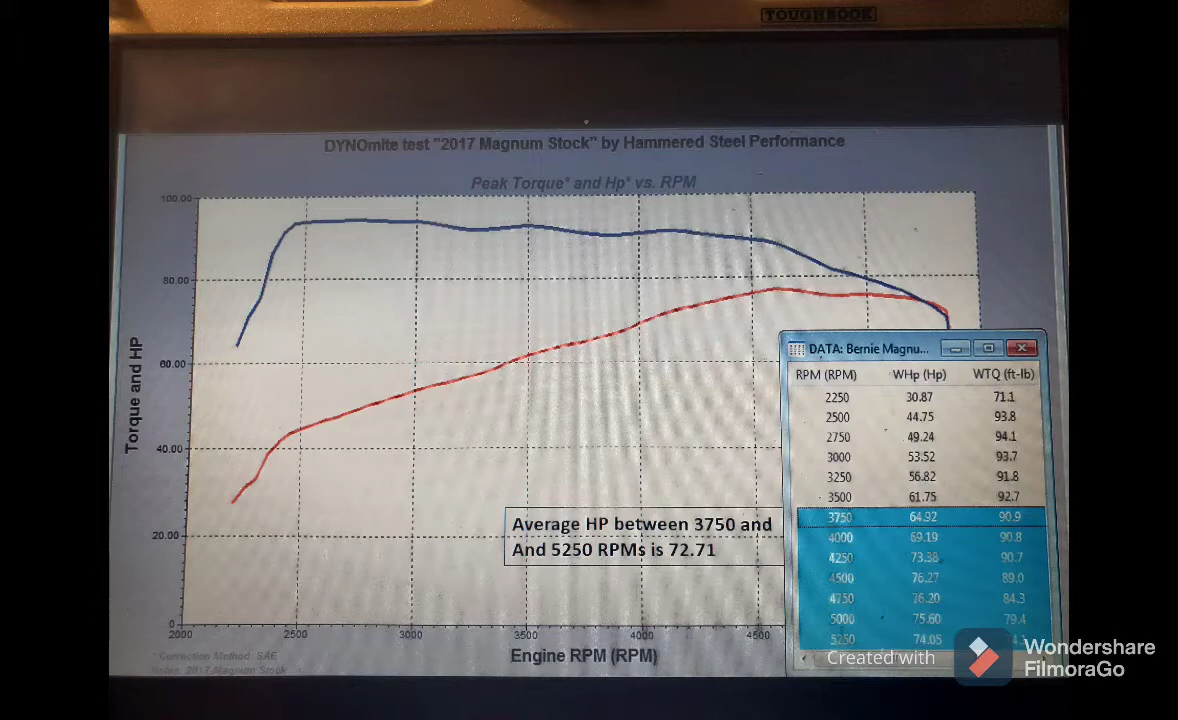 TOUGHBOOK
DYNOmite test "2017 Magnum Stock" by Hammered Steel Performance
Peak Torque* and Hp* vs. RPM
100.00
80.00
60.00
40.00
20.00
0
Torque and HP
2000 2500 3000 3500 4000 4500
Engine RPM (RPM)
* Correction Method: SAE
Notes: 2017 Magnum Stock
Average HP between 3750 and
And 5250 RPMs is 72.71
DATA: Bernie Magnu...
RPM (RPM) WHp (Hp) WTQ (ft-lb)
2250 30.87 71.1
2500 44.75 93.8
2750 49.24 94.1
3000 53.52 93.7
3250 56.82 91.8
3500 61.75 92.7
3750 64.92 90.9
4000 69.19 90.8
4250 73.38 90.7
4500 76.27 89.0
4750 76.20 84.3
5000 75.60 79.4
5250 74.05
Created with
Wondershare
FilmoraGo